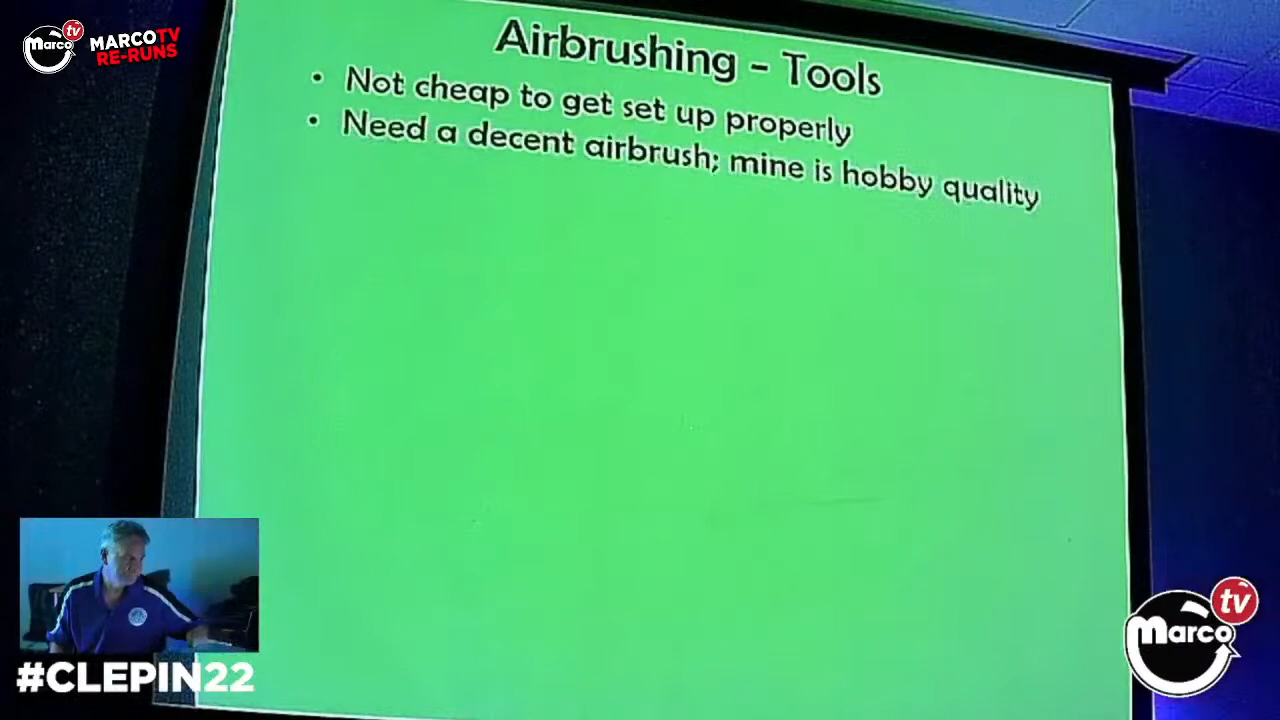 marco tv
MARCO TV
RE-RUNS
Airbrushing – Tools
• Not cheap to get set up properly
• Need a decent airbrush; mine is hobby quality
#CLEPIN22
marco tv